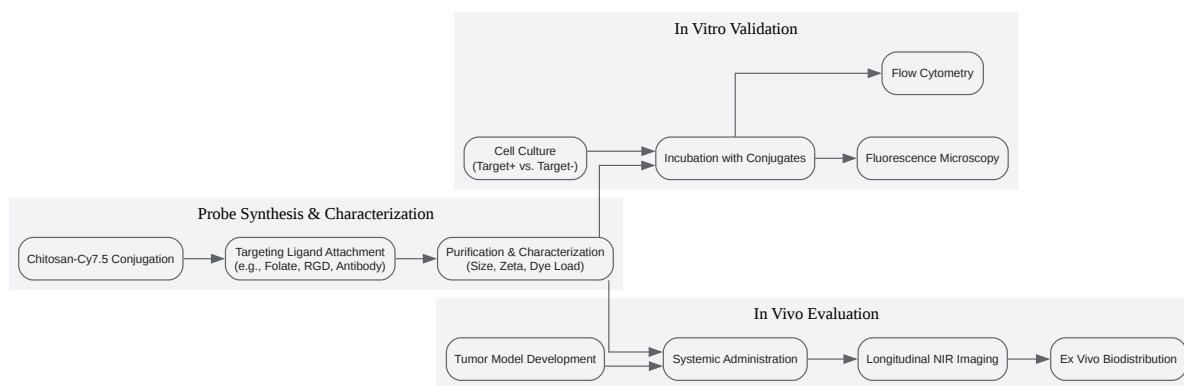 In Vitro Validation
Flow Cytometry
Cell Culture
(Target+ vs. Target-)
Incubation with Conjugates
Fluorescence Microscopy
Probe Synthesis & Characterization
Chitosan-Cy7.5 Conjugation
Targeting Ligand Attachment
(e.g., Folate, RGD, Antibody)
Purification & Characterization
(Size, Zeta, Dye Load)
In Vivo Evaluation
Tumor Model Development
Systemic Administration
Longitudinal NIR Imaging
Ex Vivo Biodistribution